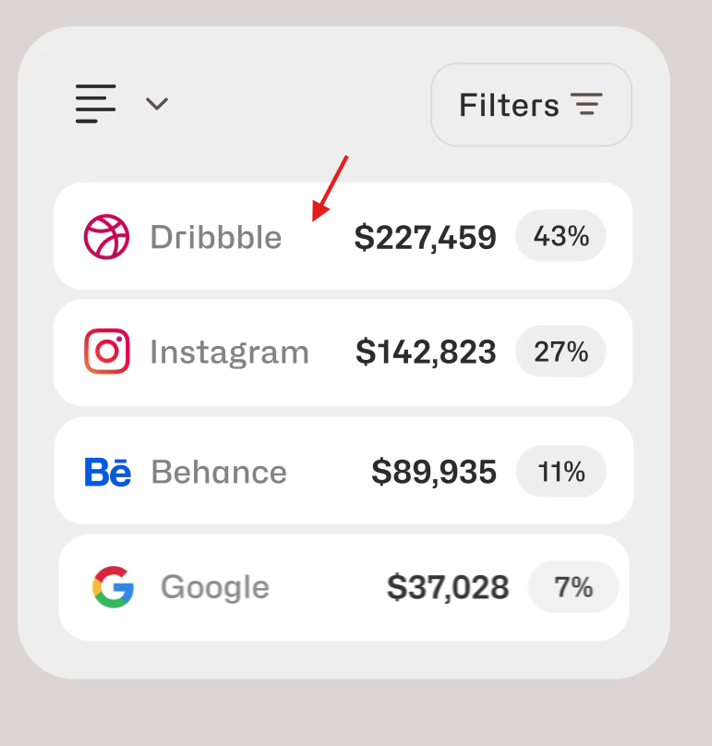 Filters
Dribbble $227,459 43%
Instagram $142,823 27%
Bē Behance $89,935 11%
G Google $37,028 7%